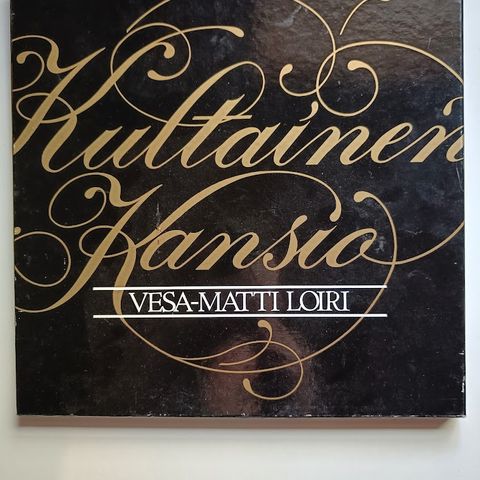 Kultainen
Kansio
VESA-MATTI LOIRI